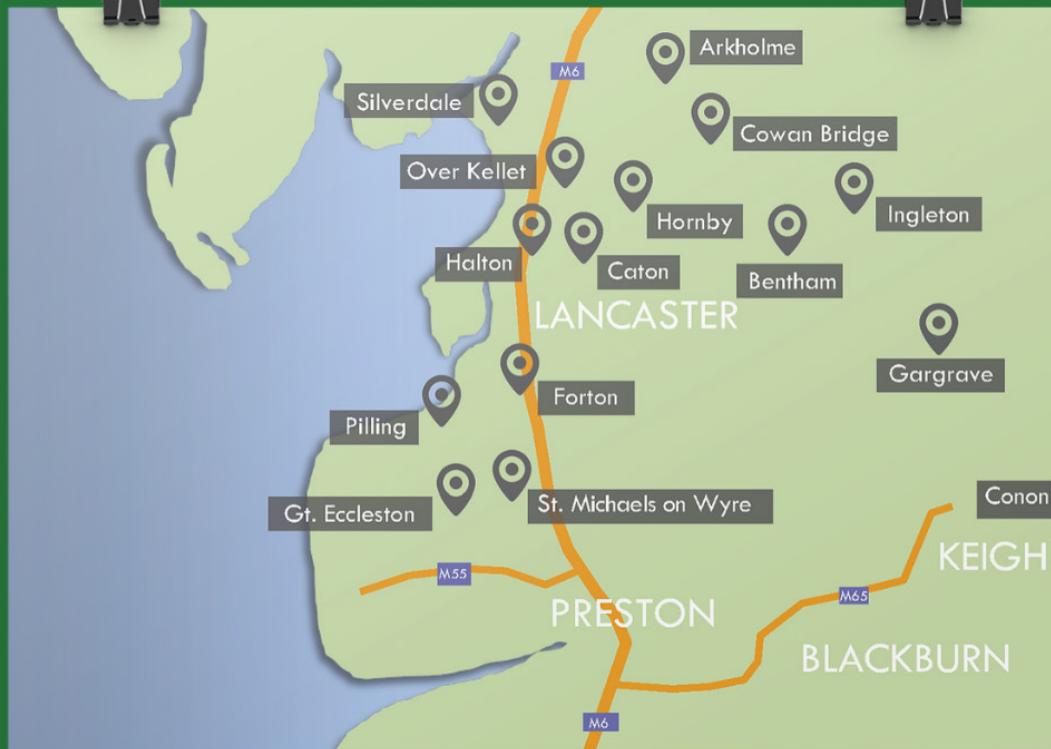 Arkholme
M6
Silverdale
Cowan Bridge
Over Kellet
Hornby
Ingleton
Halton
Caton
Bentham
LANCASTER
Gargrave
Forton
Pilling
St. Michaels on Wyre
Gt. Eccleston
Conon
KEIGH
M55
M65
PRESTON
BLACKBURN
M6